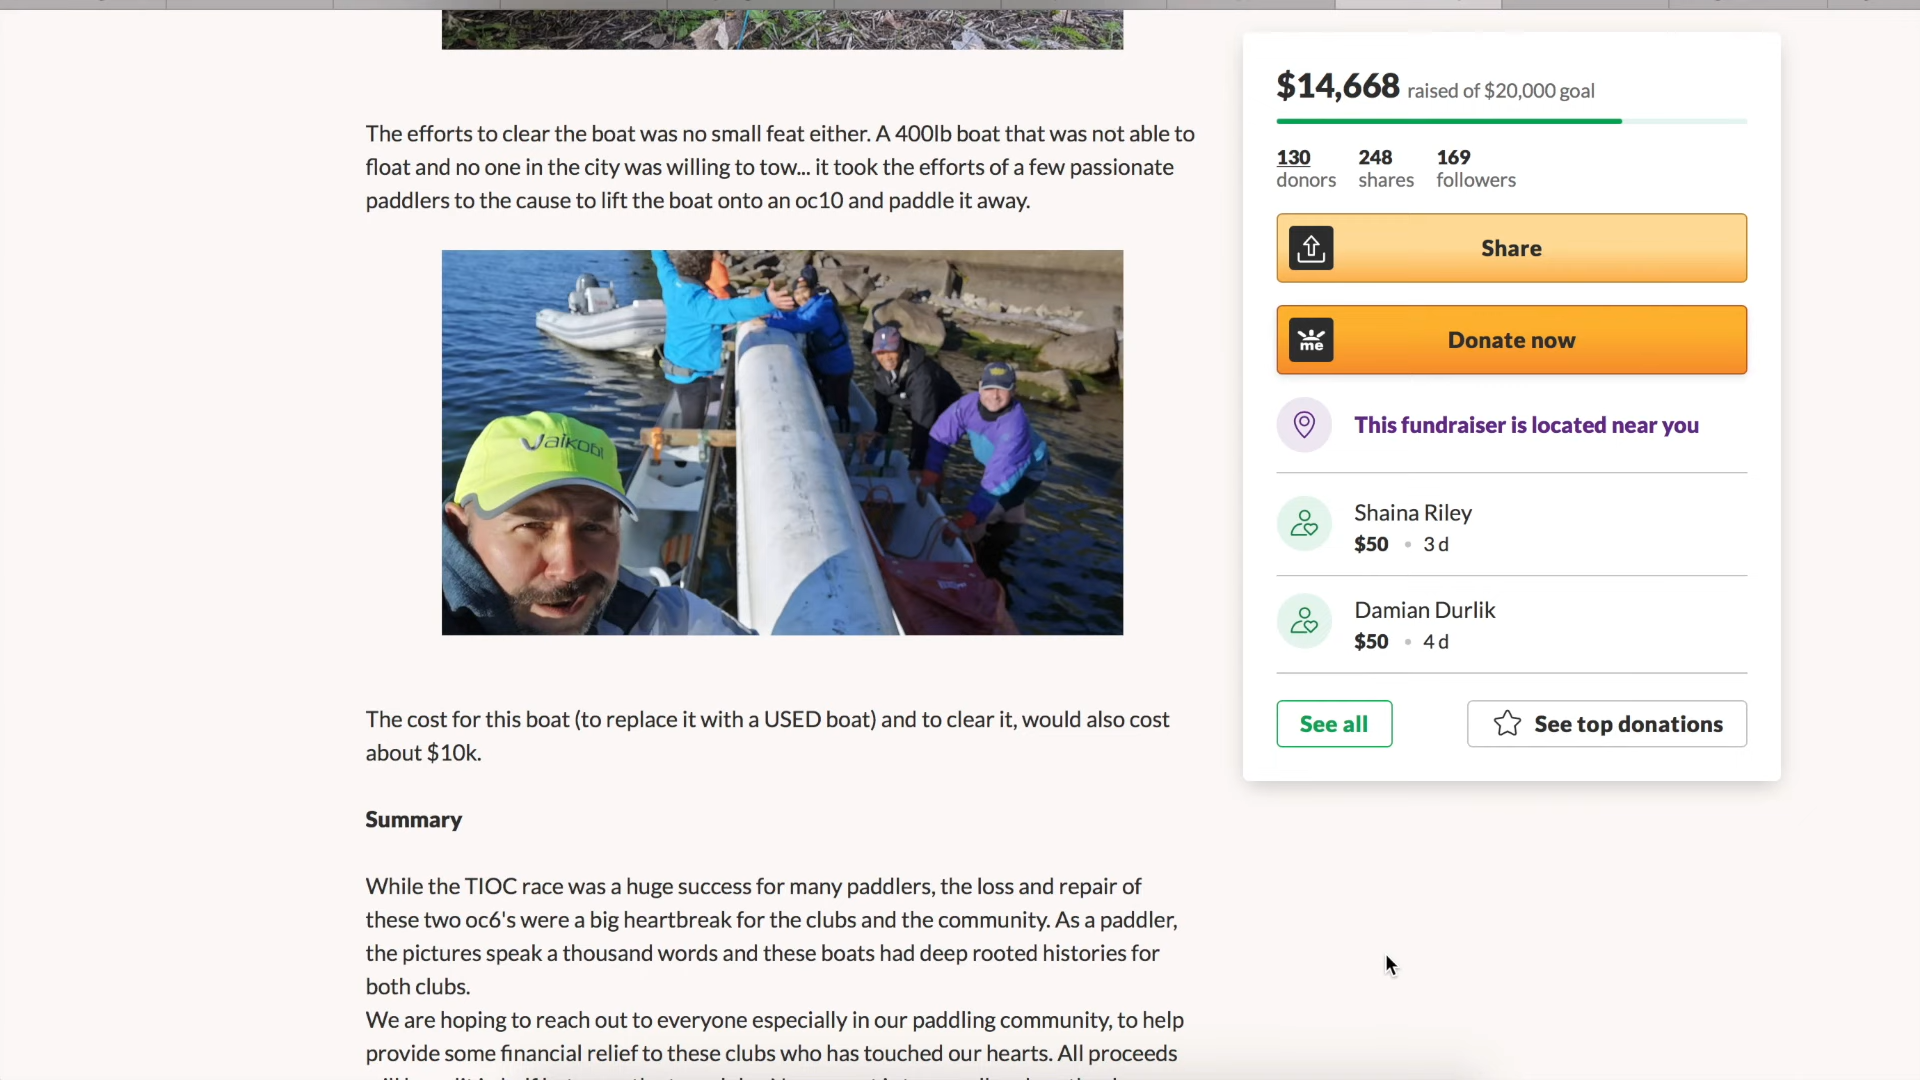 The efforts to clear the boat was no small feat either. A 400lb boat that was not able to
float and no one in the city was willing to tow... it took the efforts of a few passionate
paddlers to the cause to lift the boat onto an oc10 and paddle it away.
Vaikobi
The cost for this boat (to replace it with a USED boat) and to clear it, would also cost
about $10k.
Summary
While the TIOC race was a huge success for many paddlers, the loss and repair of
these two oc6's were a big heartbreak for the clubs and the community. As a paddler,
the pictures speak a thousand words and these boats had deep rooted histories for
both clubs.
We are hoping to reach out to everyone especially in our paddling community, to help
provide some financial relief to these clubs who has touched our hearts. All proceeds
$14,668 raised of $20,000 goal
130 248 169
donors shares followers
Share
me
Donate now
This fundraiser is located near you
Shaina Riley
$50 • 3 d
Damian Durlik
$50 • 4 d
See all
See top donations